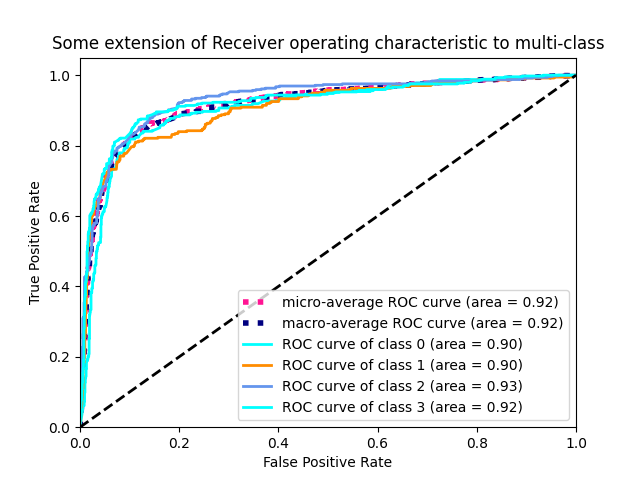 Some extension of Receiver operating characteristic to multi-class
1.0
0.8
0.6
0.4
0.2
0.0
True Positive Rate
micro-average ROC curve (area = 0.92)
macro-average ROC curve (area = 0.92)
ROC curve of class 0 (area = 0.90)
ROC curve of class 1 (area = 0.90)
ROC curve of class 2 (area = 0.93)
ROC curve of class 3 (area = 0.92)
0.0 0.2 0.4 0.6 0.8 1.0
False Positive Rate